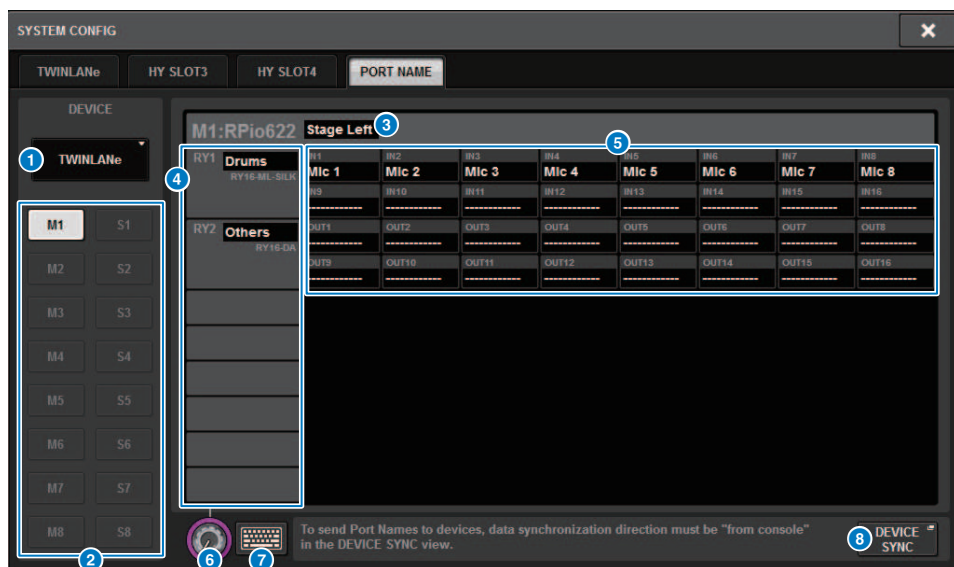 SYSTEM CONFIG
TWINLANe HY SLOT3 HY SLOT4 PORT NAME
DEVICE
1 TWINLANe
M1 S1
M2 S2
M3 S3
M4 S4
M5 S5
M6 S6
M7 S7
M8 S8
2
M1:RPio622 Stage Left 3
4
RY1 Drums
RY16-ML-SILK
RY2 Others
RY16-DA
5
IN1 IN2 IN3 IN4 IN5 IN6 IN7 IN8
MIc 1 MIc 2 MIc 3 MIc 4 MIc 5 MIc 6 MIc 7 MIc 8
IN9 IN10 IN11 IN12 IN13 IN14 IN15 IN16
----------- ----------- ----------- ----------- ----------- ----------- ----------- -----------
OUT1 OUT2 OUT3 OUT4 OUT5 OUT6 OUT7 OUT8
----------- ----------- ----------- ----------- ----------- ----------- ----------- -----------
OUT9 OUT10 OUT11 OUT12 OUT13 OUT14 OUT15 OUT16
----------- ----------- ----------- ----------- ----------- ----------- ----------- -----------
6 7
To send Port Names to devices, data synchronization direction must be "from console"
in the DEVICE SYNC view.
8 DEVICE
SYNC